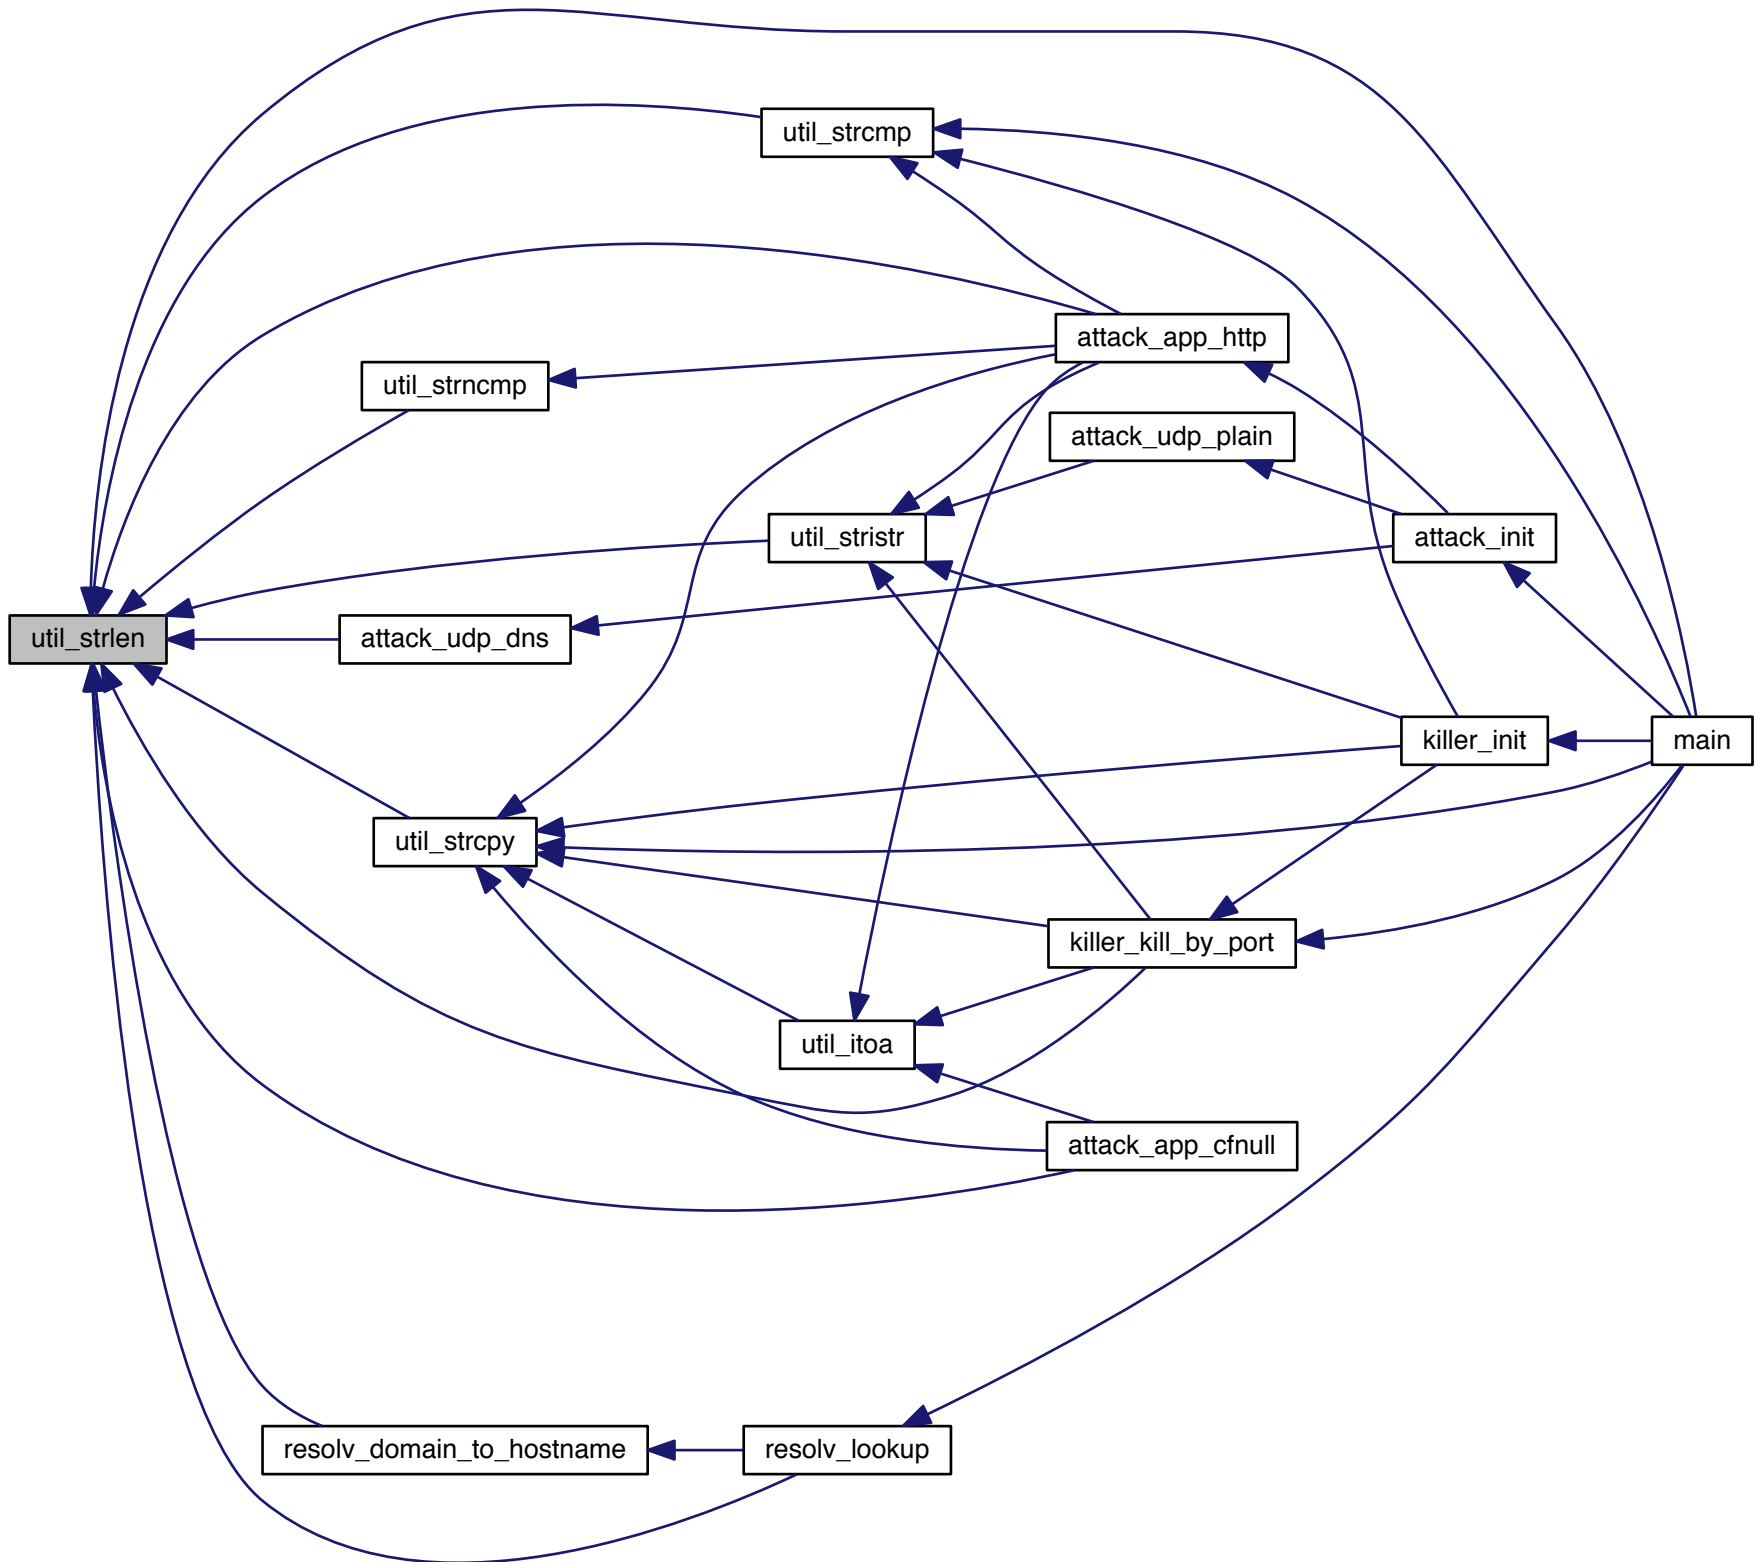 util_strcmp
attack_app_http
util_strncmp
attack_udp_plain
util_stristr
attack_init
util_strlen
attack_udp_dns
killer_init
main
util_strcpy
killer_kill_by_port
util_itoa
attack_app_cfnull
resolv_domain_to_hostname
resolv_lookup